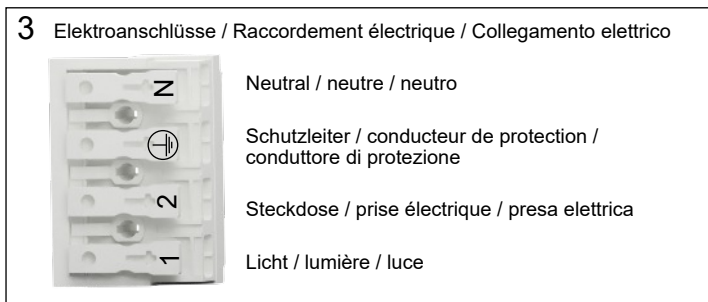 3 Elektroanschlüsse / Raccordement électrique / Collegamento elettrico
N
Neutral / neutre / neutro
Schutzleiter / conducteur de protection /
conduttore di protezione
2
Steckdose / prise électrique / presa elettrica
1
Licht / lumière / luce